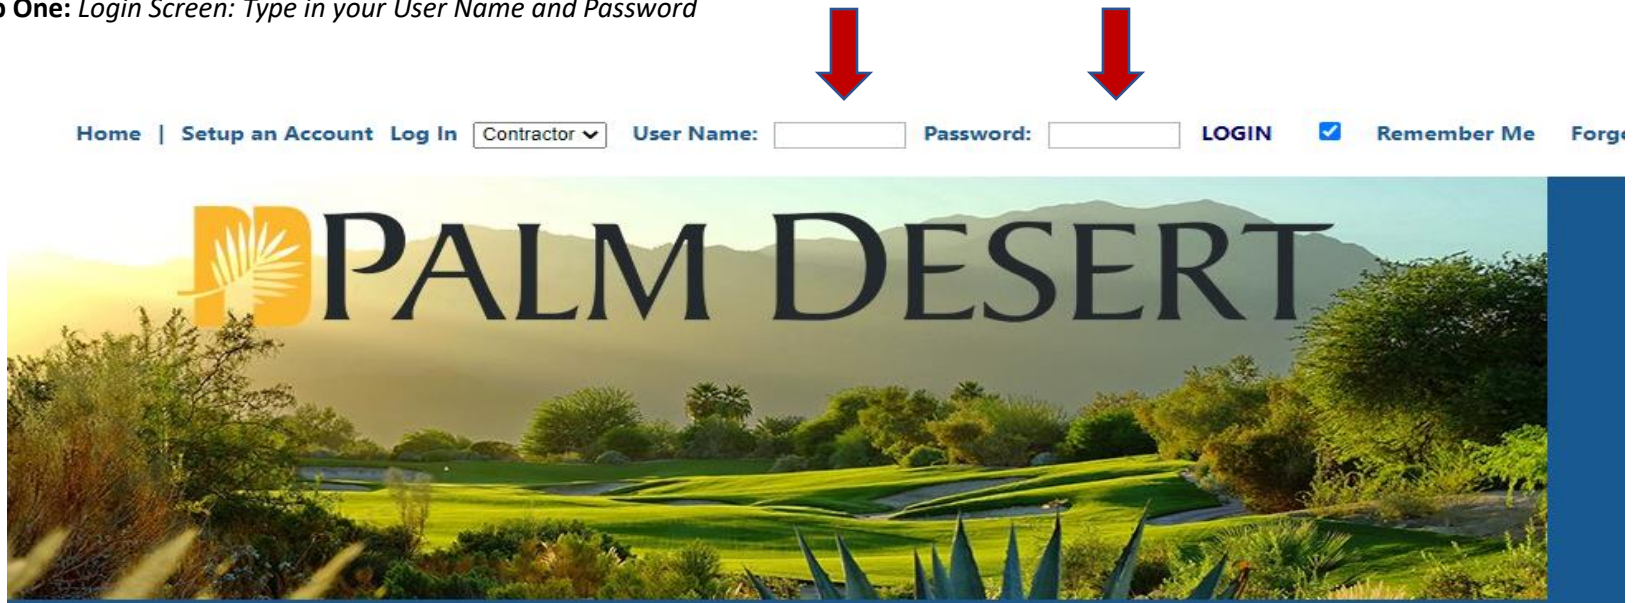 One: Login Screen: Type in your User Name and Password
Home | Setup an Account Log In Contractor User Name: Password: LOGIN Remember Me
PALM DESERT